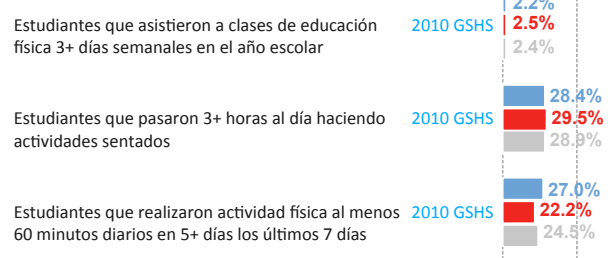 2.2%
Estudiantes que asistieron a clases de educación 2010 GSHS 2.5%
física 3+ días semanales en el año escolar 2.4%
28.4%
Estudiantes que pasaron 3+ horas al día haciendo 2010 GSHS 29.5%
actividades sentados 28.9%
27.0%
Estudiantes que realizaron actividad física al menos 2010 GSHS 22.2%
60 minutos diarios en 5+ días los últimos 7 días 24.5%